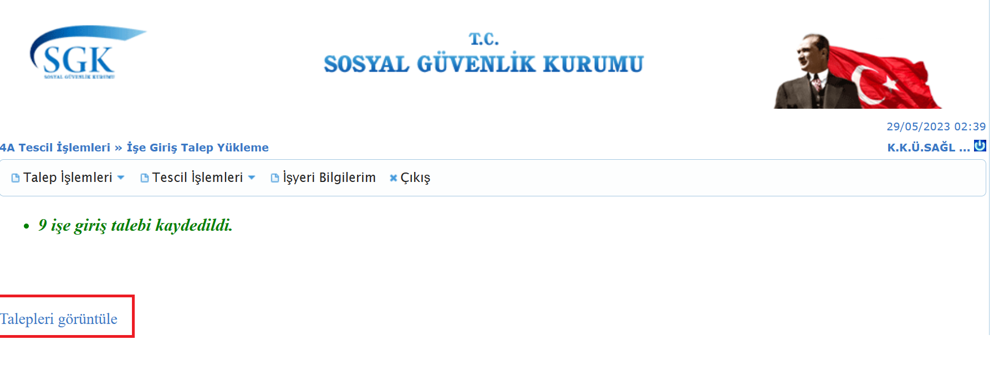 SGK
SOSYAL GÜVENLİK KURUMU
T.C.
SOSYAL GÜVENLİK KURUMU
29/05/2023 02:39
4A Tescil İşlemleri » İşe Giriş Talep Yükleme
K.K.Ü.SAĞL ...
Talep İşlemleri Tescil İşlemleri İşyeri Bilgilerim Çıkış
• 9 işe giriş talebi kaydedildi.
Talepleri görüntüle